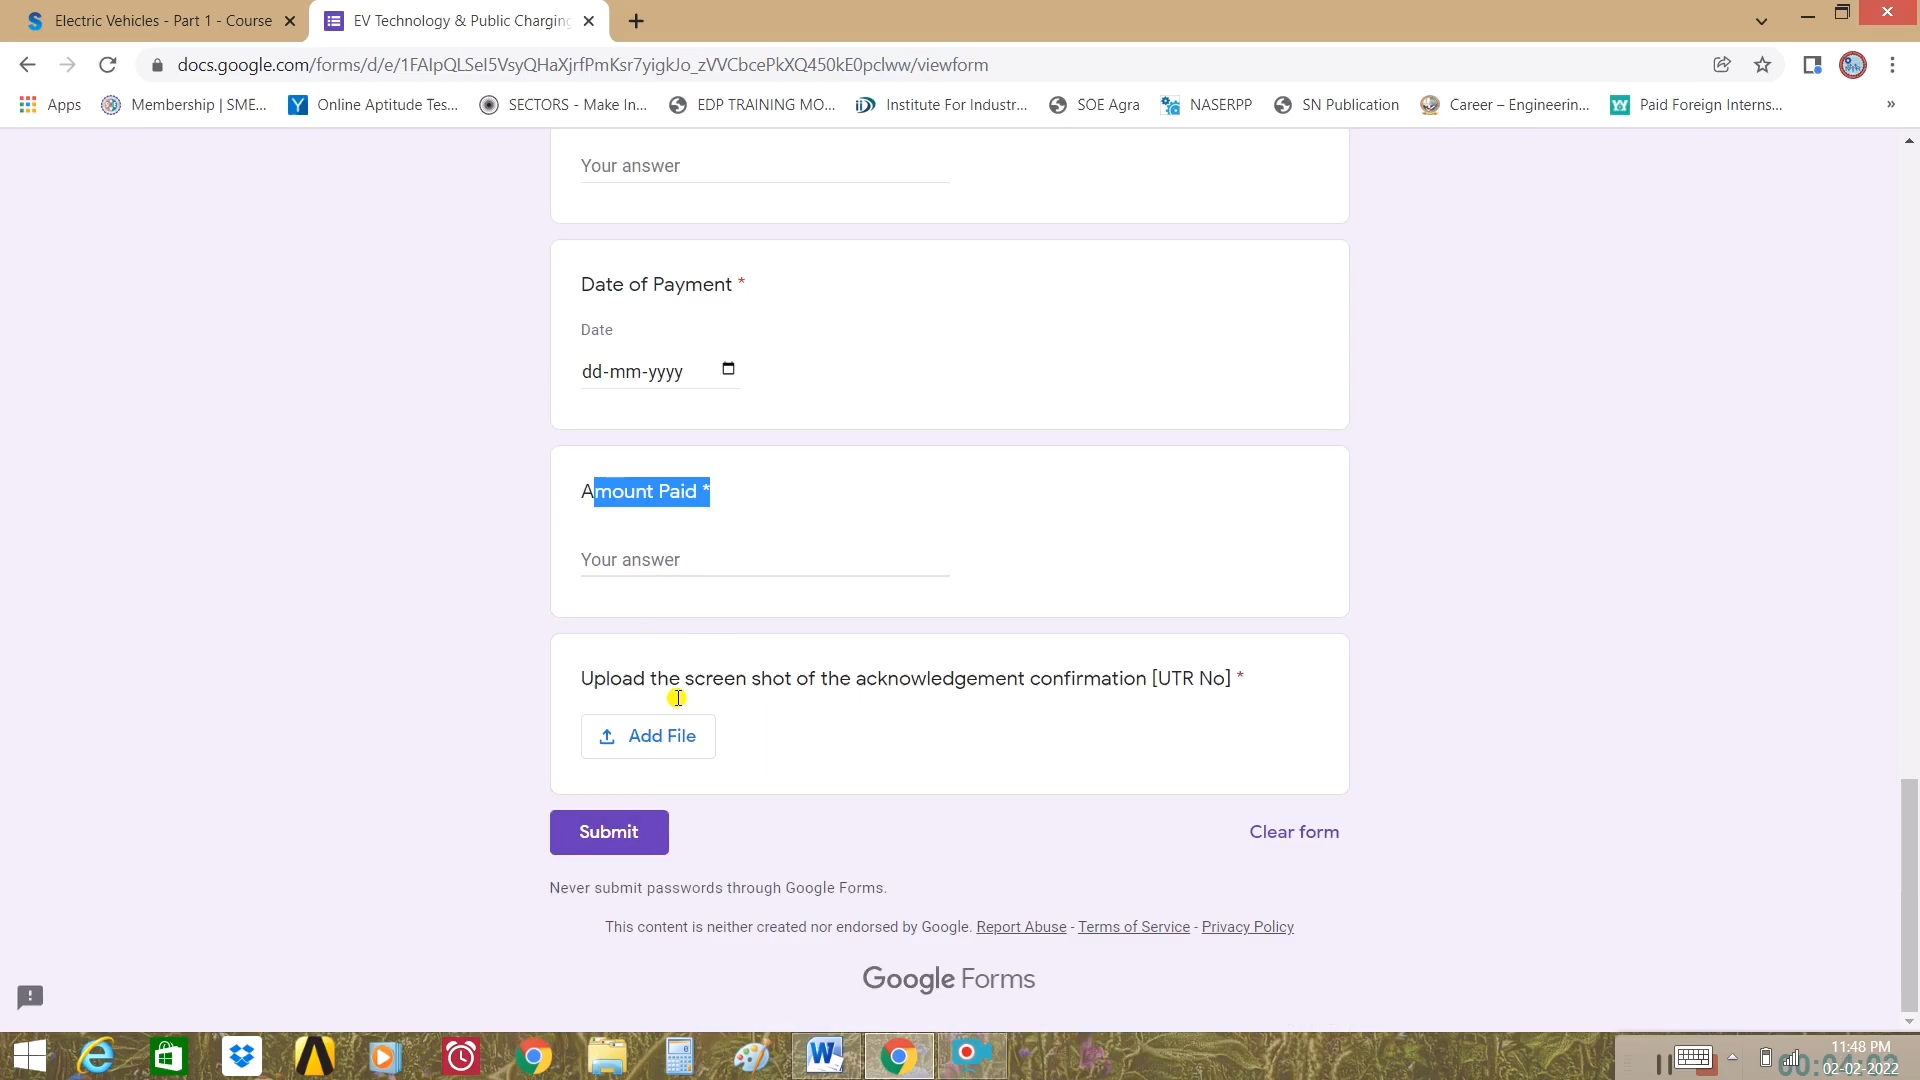 Electric Vehicles - Part 1 - Course
EV Technology & Public Charging
docs.google.com/forms/d/e/1FAIpQLSeI5VsyQHaXjrfPmKsr7yigkJo_zVVCbcePkXQ450kE0pclww/viewform
Apps
Membership | SME...
Online Aptitude Tes...
SECTORS - Make In...
EDP TRAINING MO...
Institute For Industr...
SOE Agra
NASERPP
SN Publication
Career – Engineerin...
Paid Foreign Interns...
»
Your answer
Date of Payment *
Date
dd-mm-yyyy
Amount Paid *
Your answer
Upload the screen shot of the acknowledgement confirmation [UTR No] *
Add File
Submit
Clear form
Never submit passwords through Google Forms.
This content is neither created nor endorsed by Google. Report Abuse - Terms of Service - Privacy Policy
Google Forms
11:48 PM
00:04:02
02-02-2022